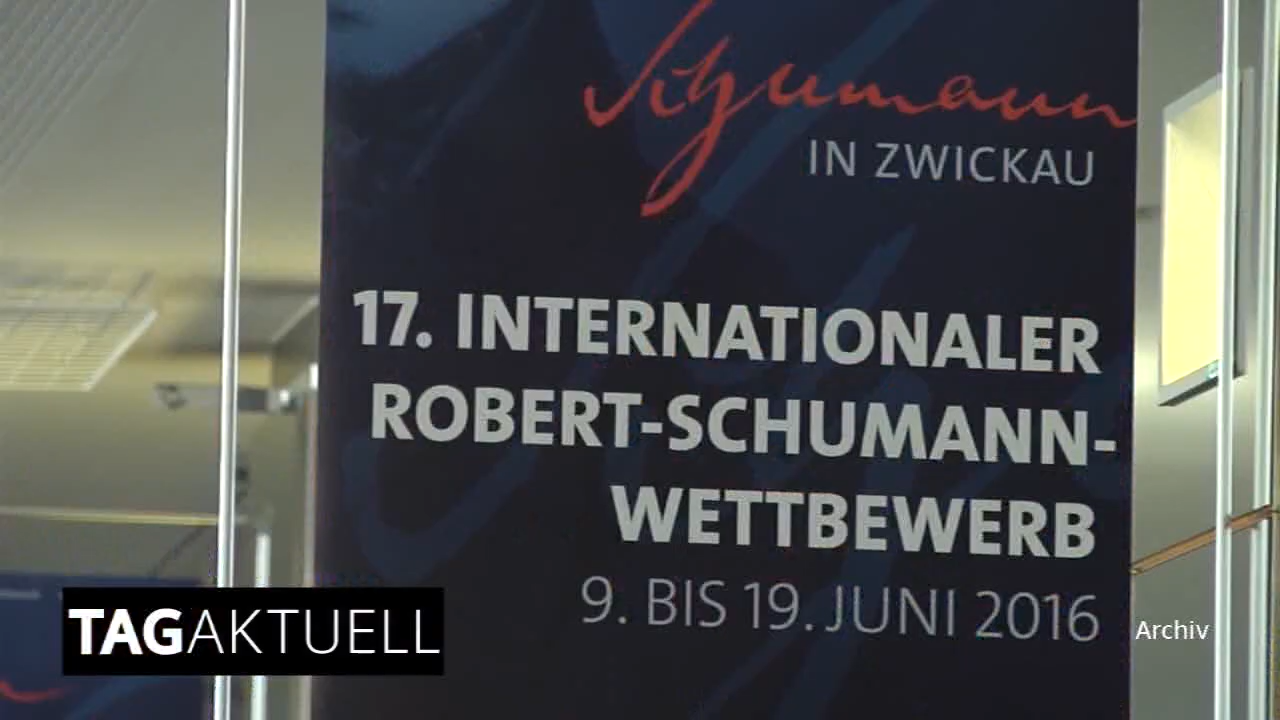 Schumann
IN ZWICKAU
17. INTERNATIONALER
ROBERT-SCHUMANN-
WETTBEWERB
9. BIS 19. JUNI 2016
TAGAKTUELL
Archiv